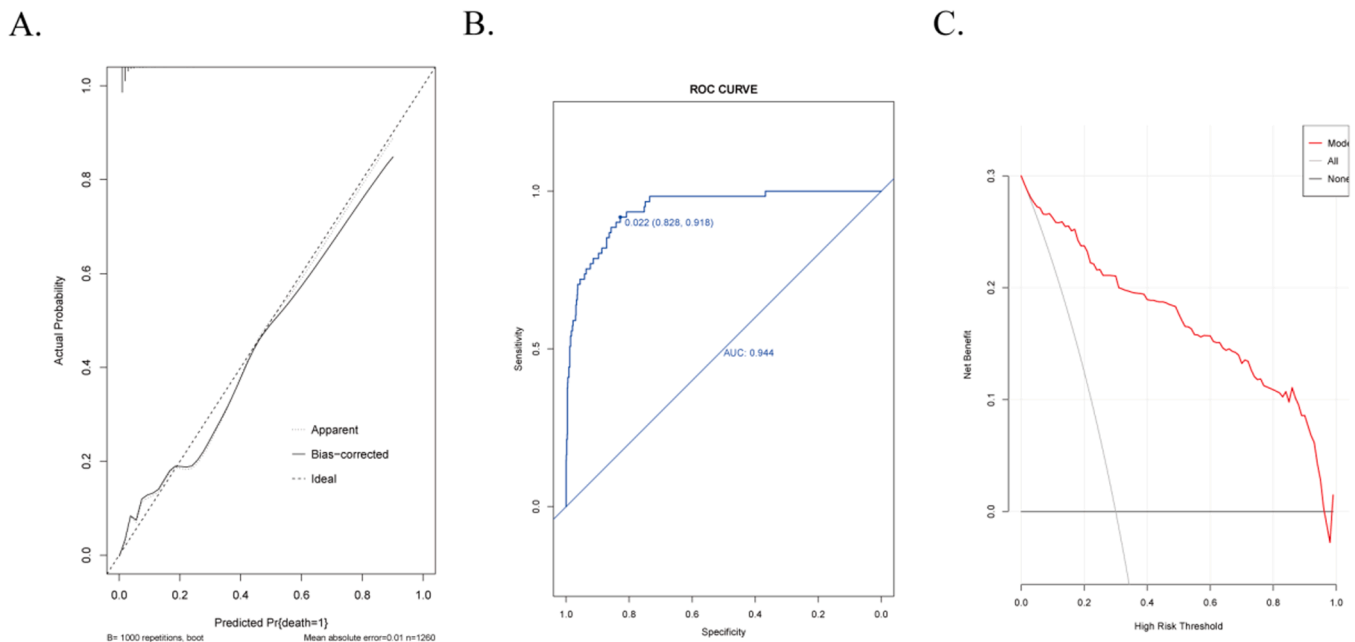 A.
1.0
0.8
0.6
0.4
0.2
0.0
Actual Probability
Apparent
Bias-corrected
Ideal
0.0 0.2 0.4 0.6 0.8 1.0
Predicted Pr{death=1}
B= 1000 repetitions, boot Mean absolute error=0.01 n=1260
B.
ROC CURVE
1.0
0.5
0.0
Sensitivity
0.022 (0.828, 0.918)
AUC: 0.944
1.0 0.8 0.6 0.4 0.2 0.0
Specificity
C.
Mode
All
None
0.3
0.2
0.1
0.0
Net Benefit
0.0 0.2 0.4 0.6 0.8 1.0
High Risk Threshold